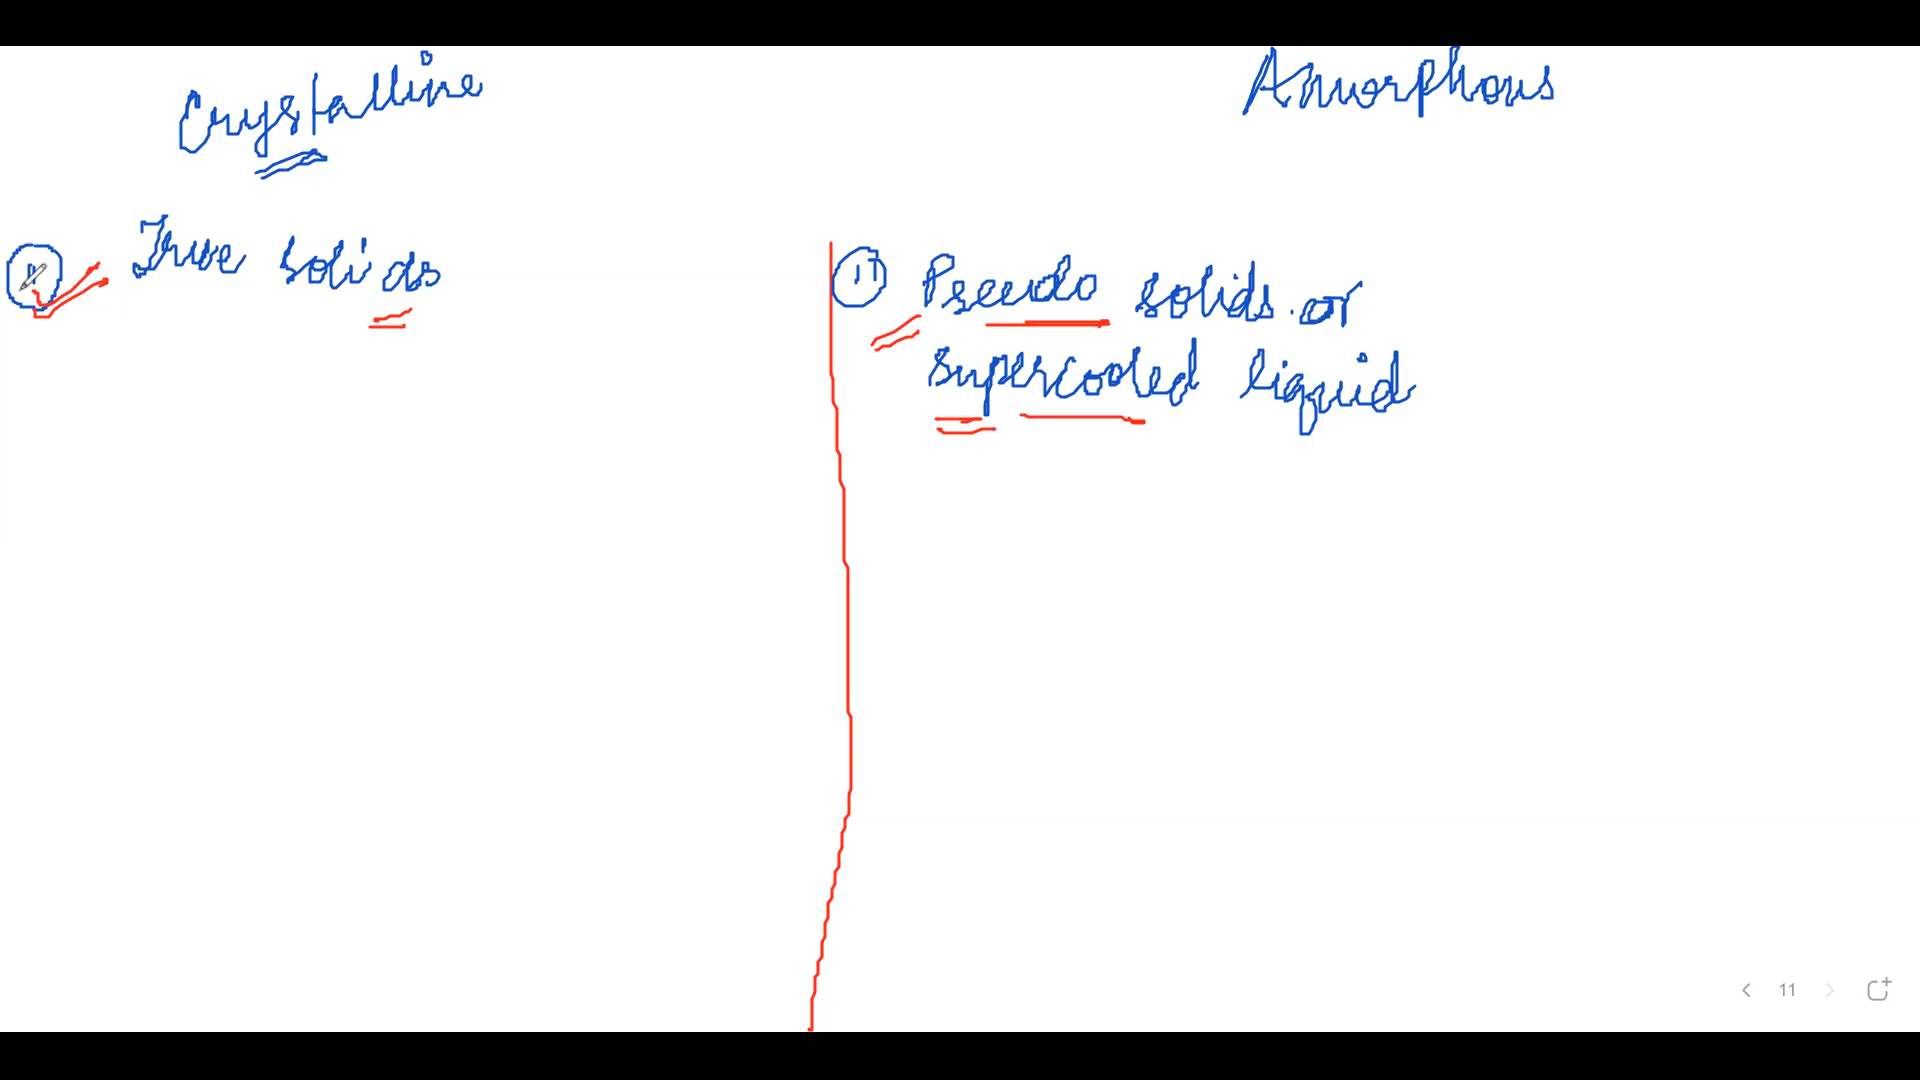 Crystalline
Amorphous
True solids
Pseudo solids or
supercooled liquid
11